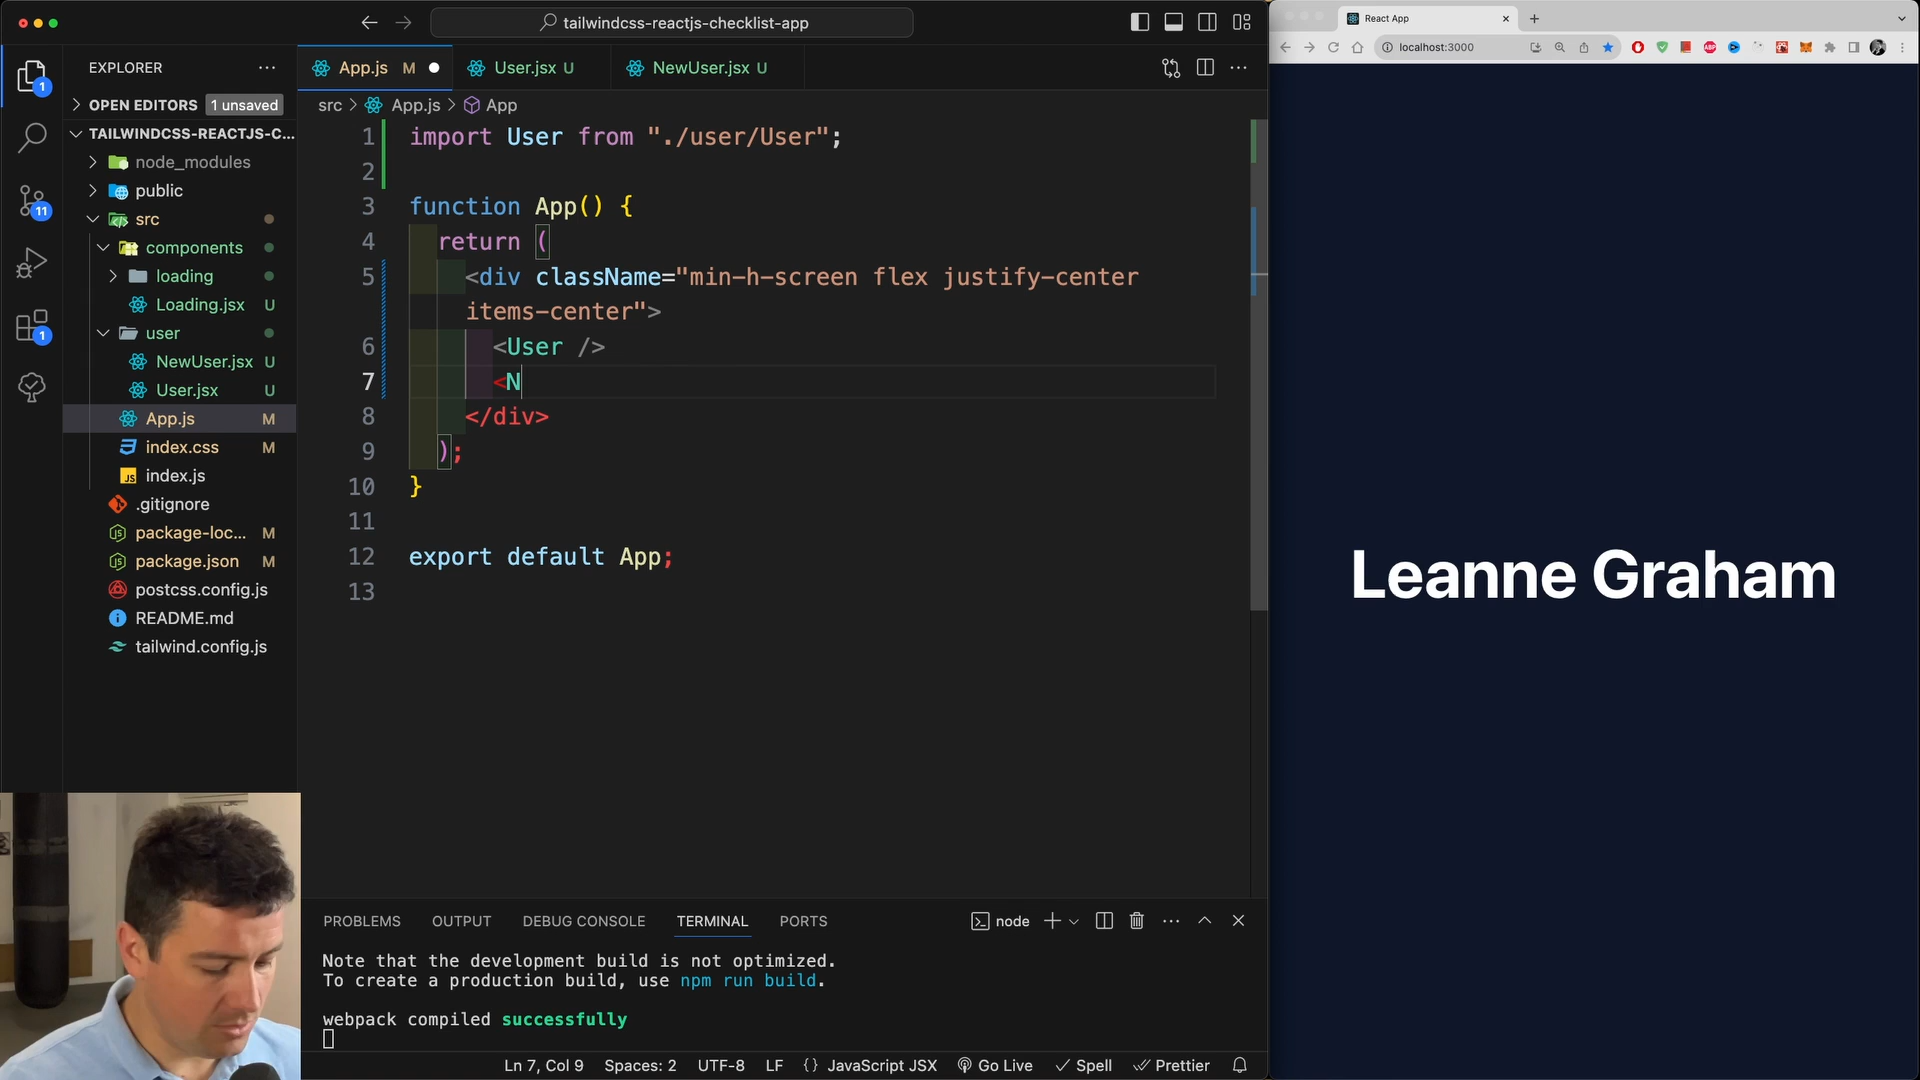 tailwindcss-reactjs-checklist-app
React App
localhost:3000
EXPLORER
App.js M
User.jsx U
NewUser.jsx U
OPEN EDITORS 1 unsaved
src > App.js > App
TAILWINDCSS-REACTJS-C...
node_modules
public
src
components
loading
Loading.jsx U
user
NewUser.jsx U
User.jsx U
App.js M
index.css M
index.js
.gitignore
package-loc... M
package.json M
postcss.config.js
README.md
tailwind.config.js
1
11
1
1 import User from "./user/User";
2
3 function App() {
4 return (
5 <div className="min-h-screen flex justify-center
items-center">
6 <User />
7 <N
8 </div>
9 );
10 }
11
12 export default App;
13
Leanne Graham
PROBLEMS OUTPUT DEBUG CONSOLE TERMINAL PORTS
node
Note that the development build is not optimized.
To create a production build, use npm run build.
webpack compiled successfully
Ln 7, Col 9 Spaces: 2 UTF-8 LF {} JavaScript JSX Go Live Spell Prettier